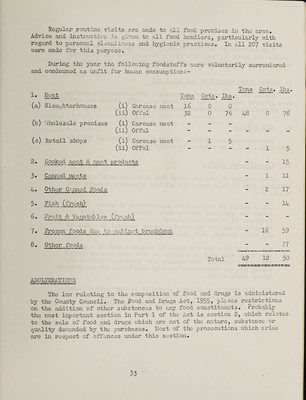 Regular routine visits are made to all food premises in the area.
Advice and instruction is given to all food handlers, particularly with
regard to personal cleanliness and hygienic practices. In all 207 visits
were made for this purpose.
During the year the following foodstuffs were voluntarily surrendered
and condemned as unfit for human consumption:-
Tons Cwts. Lbs.
1. Meat Tons Cwts. Lbs.
(a) Slaughterhouses (i) Carcase meat 16 0 0
(ii) Offal 32 0 76 48 0 76
(b) Wholesale premises (i) Carcase meat - - -
(ii) Offal - - - - - -
(c) Retail shops (i) Carcase meat - 1 5
(ii) Offal - - - - 1 5
2. Cooked meat & meat products - - 15
3. Canned meats - 1 11
4. Other Canned Foods - 2 17
5. Fish (fresh) - - 14
6. Fruit & Vegetables (fresh) - - -
7. Frozen foods due to cabinet breakdown - 16 59
8. Other foods - - 77
Total 49 12 50
ADULTERATIONS
The law relating to the composition of food and drugs is administered
by the County Council. The Food and Drugs Act, 1955, places restrictions
on the addition of other substances to any food constituents. Probably
the most important section in Part 1 of the Act is section 2, which relates
to the sale of food and drugs which are not of the nature, substance or
quality demanded by the purchasers. Most of the prosecutions which arise
are in respect of offences under this section.
33